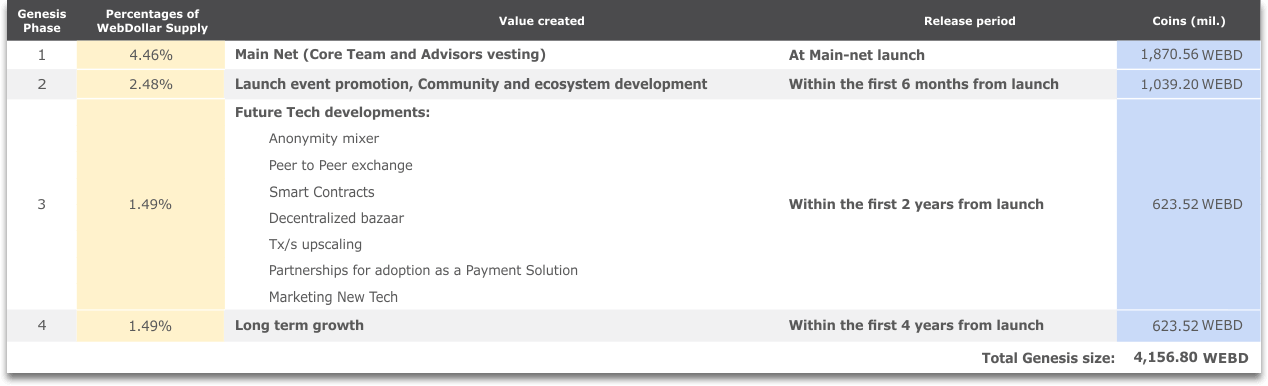 Genesis Phase Percentages of WebDollar Supply Value created Release period Coins (mil.)
1 4.46% Main Net (Core Team and Advisors vesting) At Main-net launch 1,870.56 WEBD
2 2.48% Launch event promotion, Community and ecosystem development Within the first 6 months from launch 1,039.20 WEBD
Future Tech developments:
Anonymity mixer
Peer to Peer exchange
Smart Contracts
3 1.49% Decentralized bazaar Within the first 2 years from launch 623.52 WEBD
Tx/s upscaling
Partnerships for adoption as a Payment Solution
Marketing New Tech
4 1.49% Long term growth Within the first 4 years from launch 623.52 WEBD
Total Genesis size: 4,156.80 WEBD